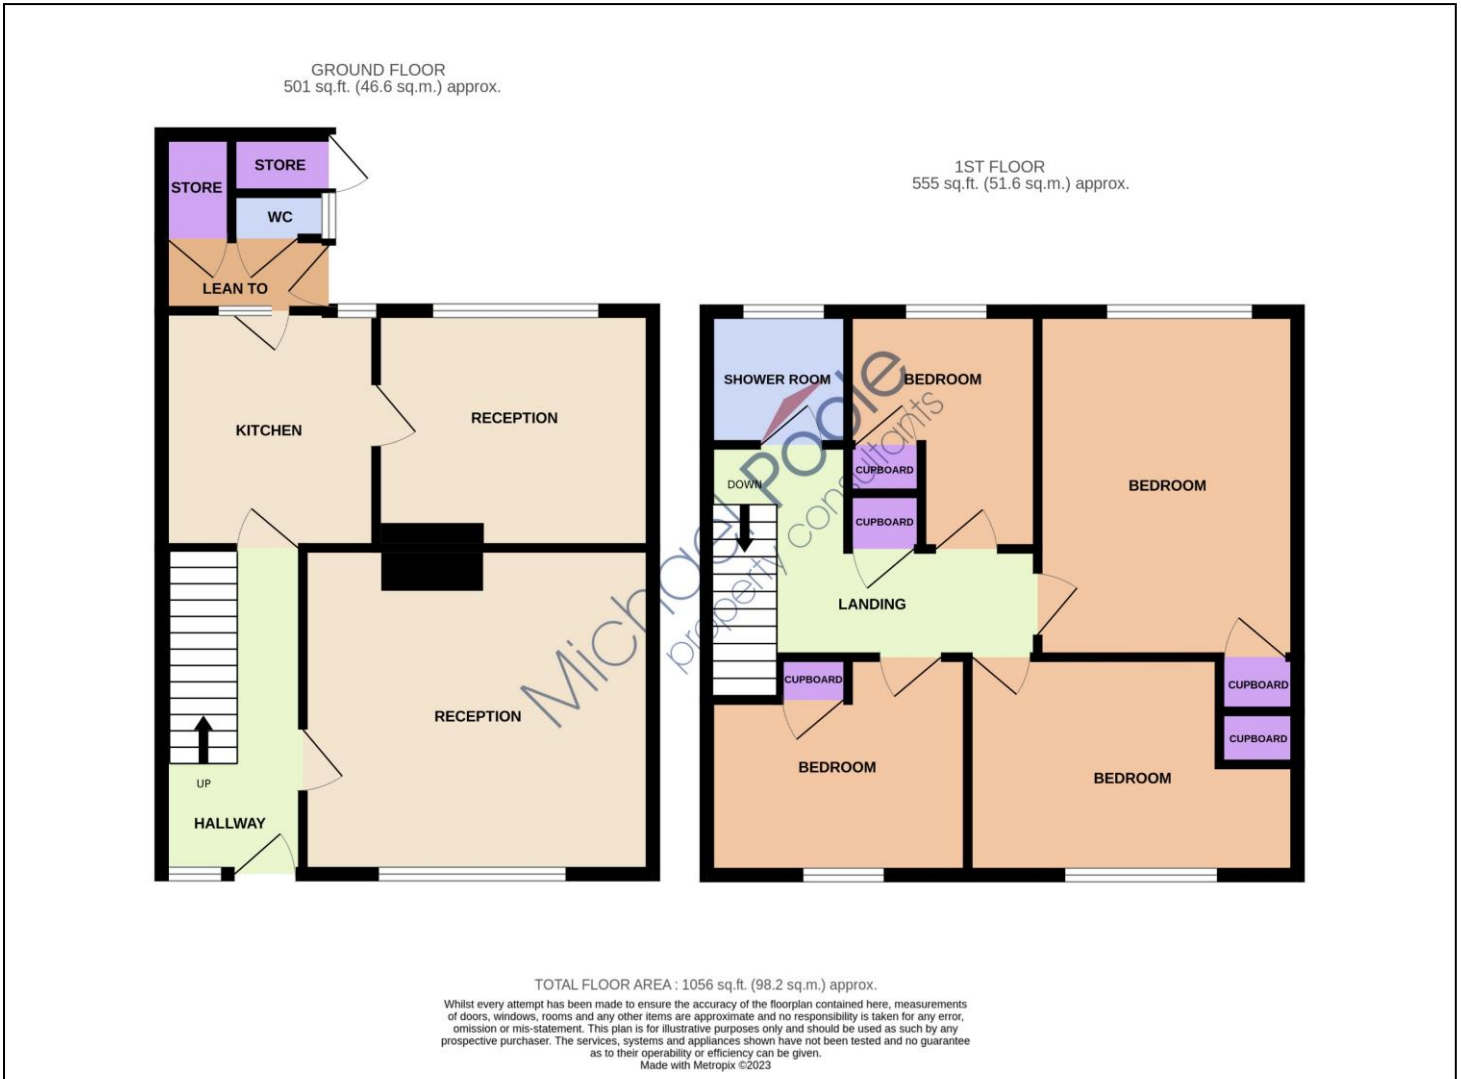 GROUND FLOOR
501 sq.ft. (46.6 sq.m.) approx.
STORE
STORE
WC
LEAN TO
KITCHEN
RECEPTION
RECEPTION
UP
HALLWAY
1ST FLOOR
555 sq.ft. (51.6 sq.m.) approx.
SHOWER ROOM
BEDROOM
BEDROOM
CUPBOARD
DOWN
CUPBOARD
LANDING
CUPBOARD
CUPBOARD
CUPBOARD
BEDROOM
BEDROOM
Michael Poole
property consultants
TOTAL FLOOR AREA : 1056 sq.ft. (98.2 sq.m.) approx.
Whilst every attempt has been made to ensure the accuracy of the floorplan contained here, measurements
of doors, windows, rooms and any other items are approximate and no responsibility is taken for any error,
omission or mis-statement. This plan is for illustrative purposes only and should be used as such by any
prospective purchaser. The services, systems and appliances shown have not been tested and no guarantee
as to their operability or efficiency can be given.
Made with Metropix ©2023